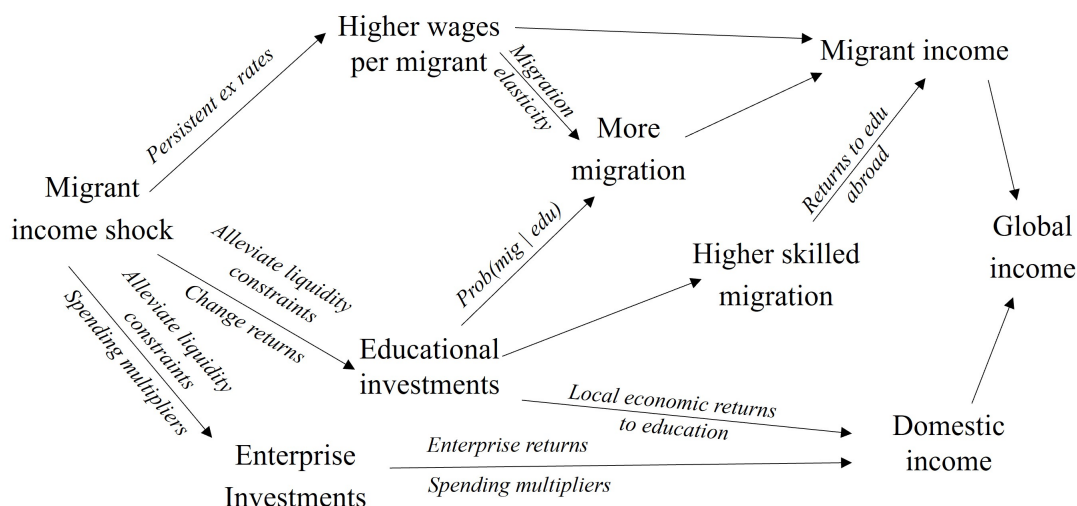 Higher wages
per migrant
Migrant income
Persistent ex rates
Migration
elasticity
More
migration
Returns to edu
abroad
Migrant
income shock
Global
income
Prob(mig | edu)
Higher skilled
migration
Alleviate liquidity
constraints
Change returns
Alleviate liquidity
constraints
Spending multipliers
Educational
investments
Local economic returns
to education
Domestic
income
Enterprise
Investments
Enterprise returns
Spending multipliers